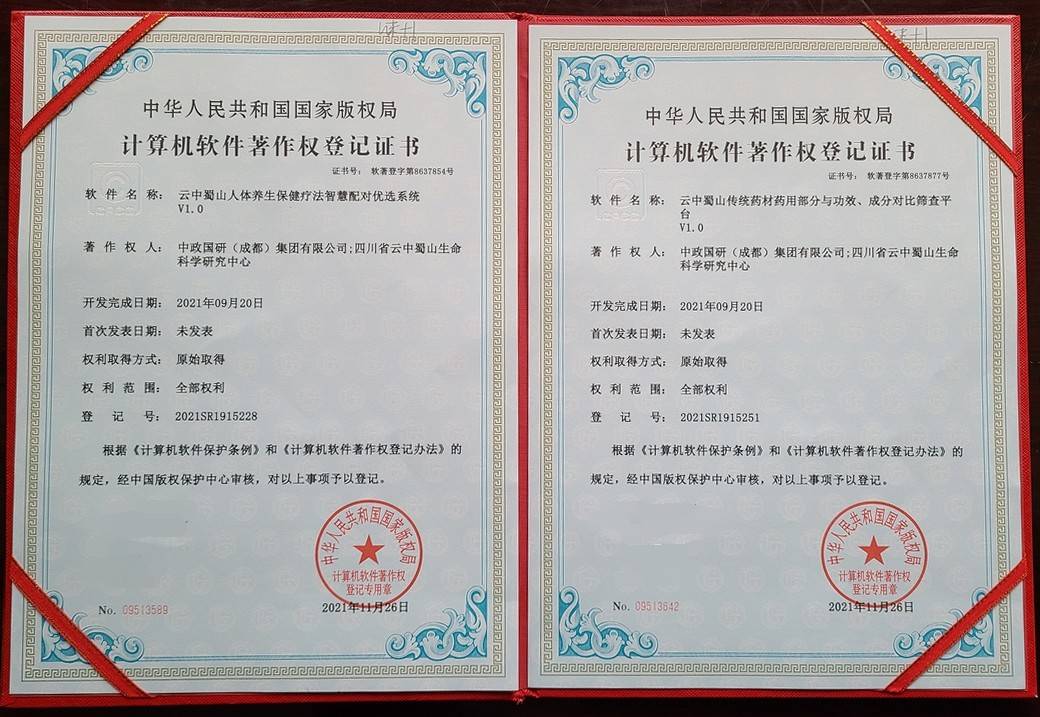 中华人民共和国国家版权局
计算机软件著作权登记证书
证书号： 软著登字第8637854号
软件名称： 云中蜀山人体养生保健疗法智慧配对优选系统
V1.0
著作权人： 中政国研（成都）集团有限公司;四川省云中蜀山生命
科学研究中心
开发完成日期： 2021年09月20日
首次发表日期： 未发表
权利取得方式： 原始取得
权利范围： 全部权利
登记号： 2021SR1915228
根据《计算机软件保护条例》和《计算机软件著作权登记办法》的
规定，经中国版权保护中心审核，对以上事项予以登记。
中华人民共和国国家版权局
计算机软件著作权
登记专用章
No. 09513589
2021年11月26日
中华人民共和国国家版权局
计算机软件著作权登记证书
证书号： 软著登字第8637877号
软件名称： 云中蜀山传统药材药用部分与功效、成分对比筛查平
台
V1.0
著作权人： 中政国研（成都）集团有限公司;四川省云中蜀山生命
科学研究中心
开发完成日期： 2021年09月20日
首次发表日期： 未发表
权利取得方式： 原始取得
权利范围： 全部权利
登记号： 2021SR1915251
根据《计算机软件保护条例》和《计算机软件著作权登记办法》的
规定，经中国版权保护中心审核，对以上事项予以登记。
中华人民共和国国家版权局
计算机软件著作权
登记专用章
No. 09513642
2021年11月26日